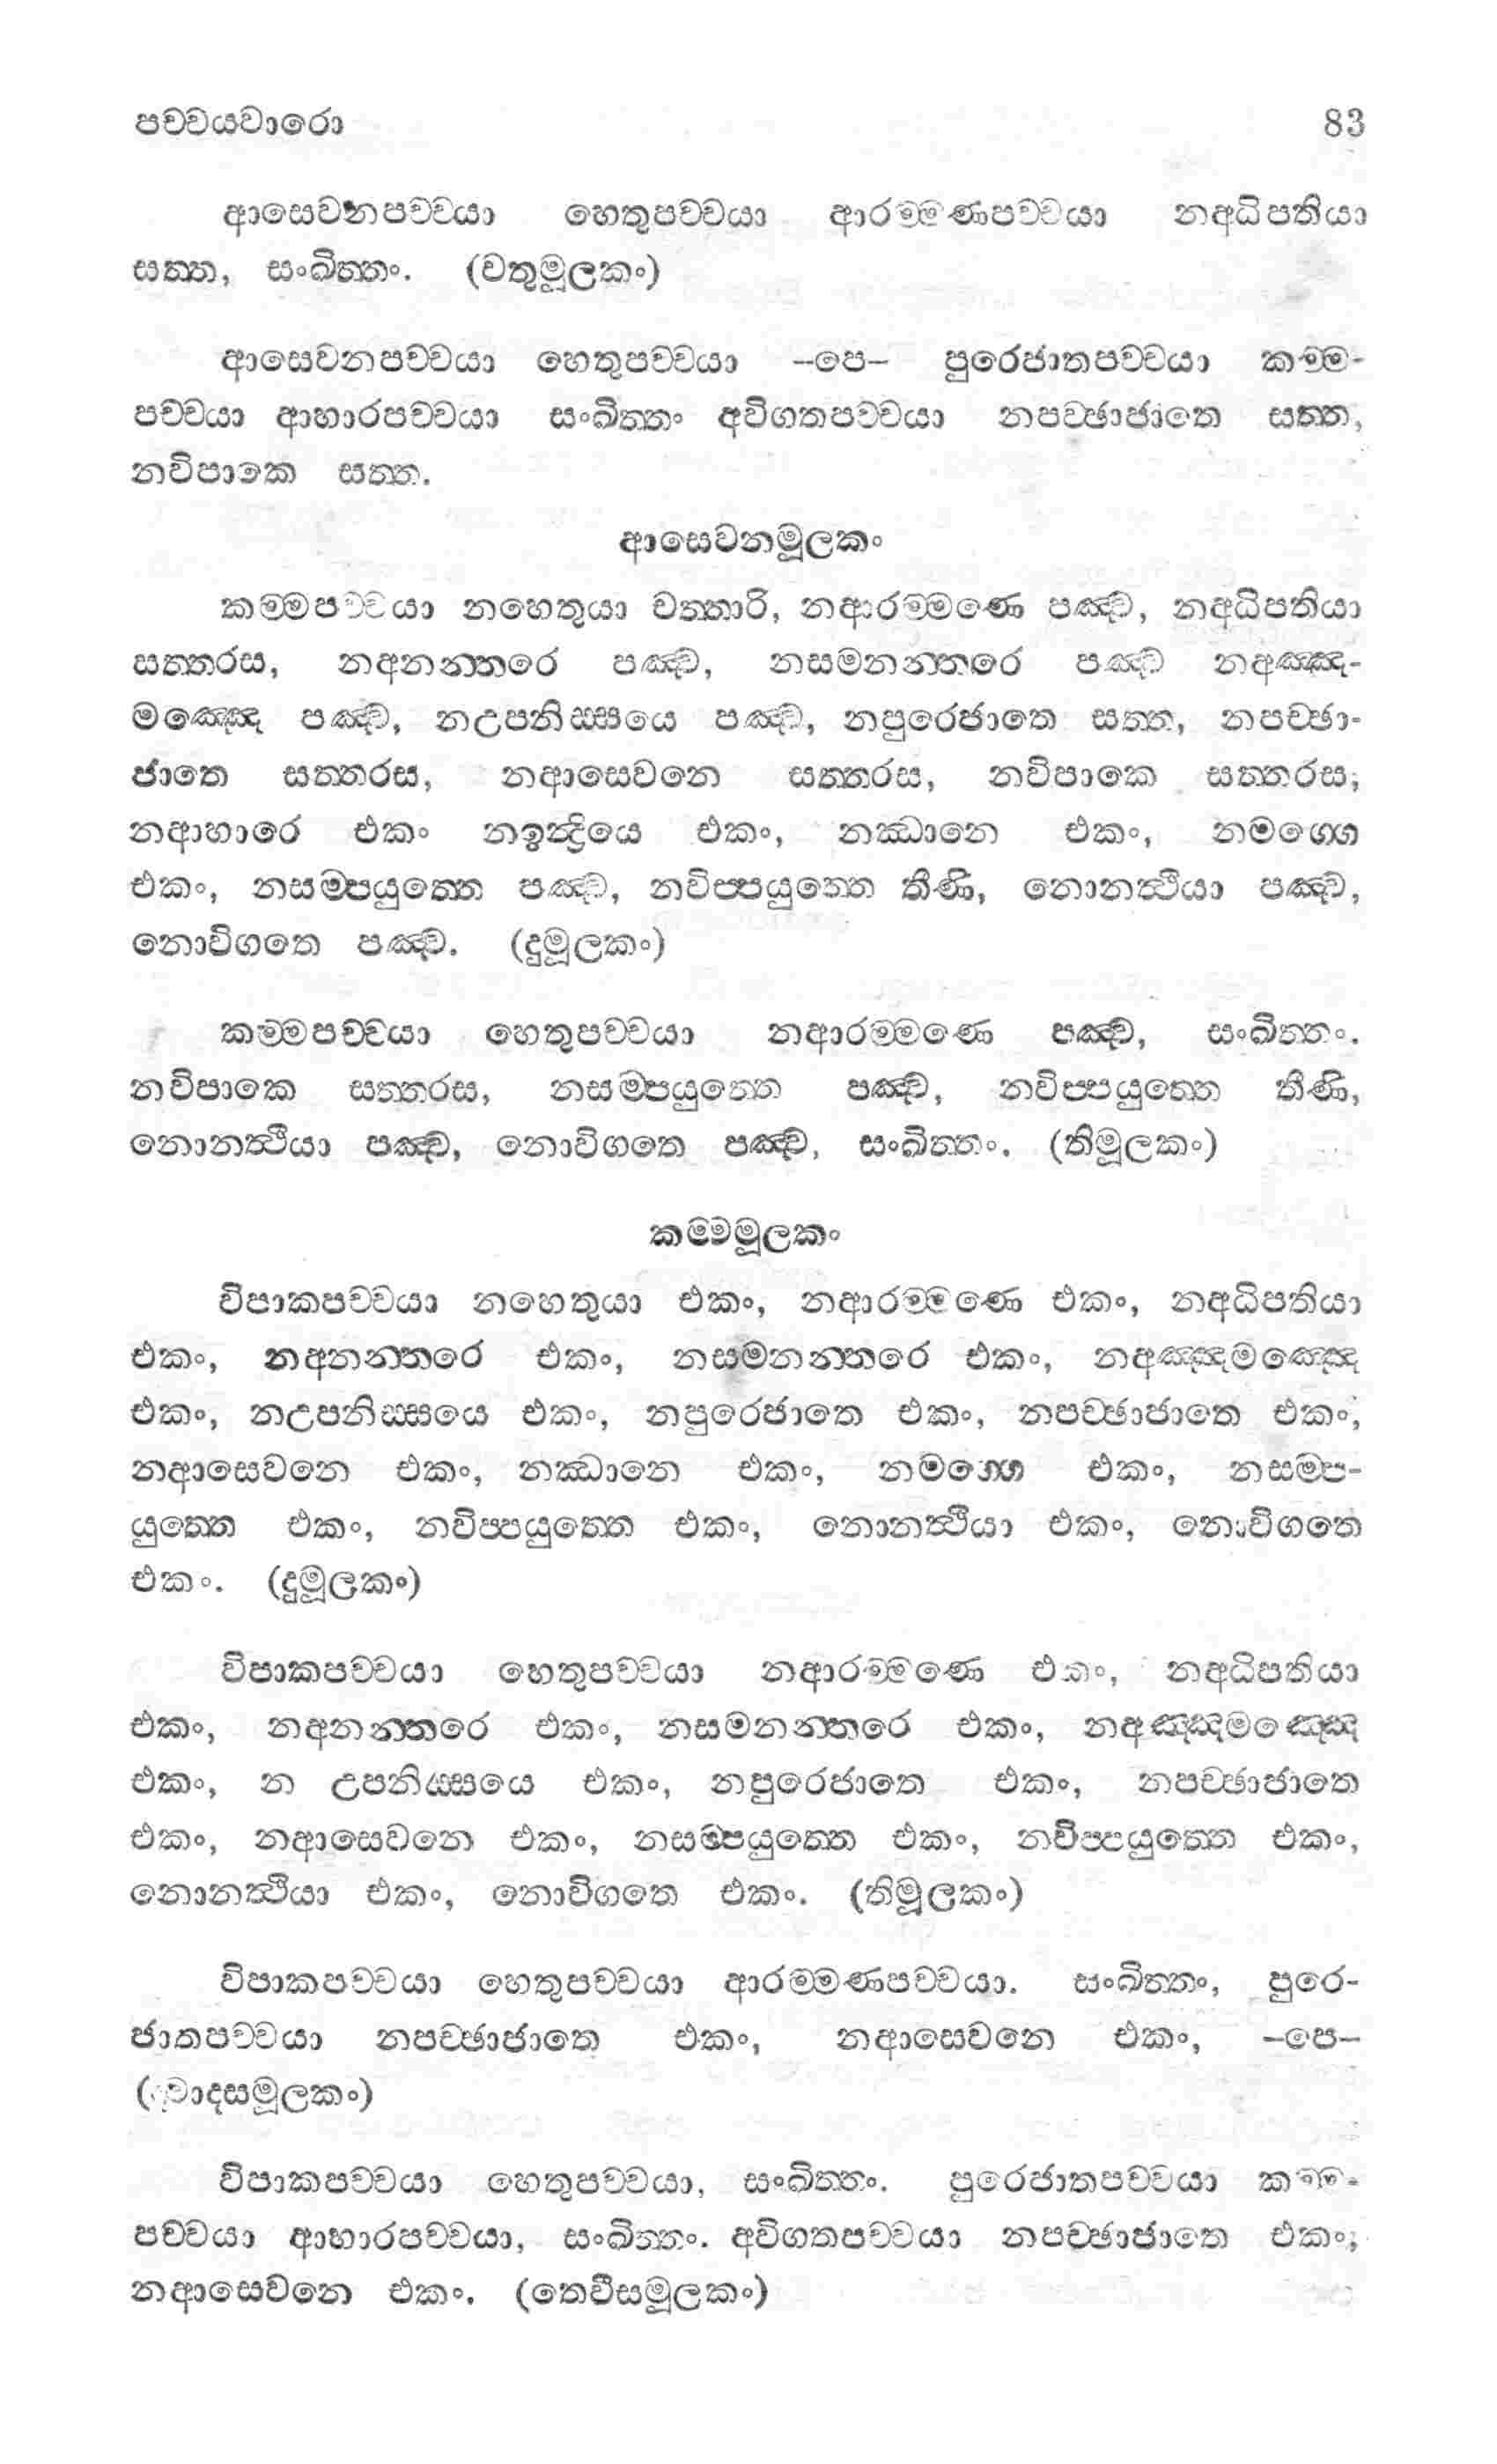 පච්චයවාරො 83
ආසෙවනපච්චයා හෙතුපච්චයා ආරම්මණපච්චයා නඅධිපතියා
සත්ත, සංඛිත්තං. (චතුමූලකං)
ආසෙවනපච්චයා හෙතුපච්චයා –පෙ– පුරෙජාතපච්චයා කම්ම-
පච්චයා ආහාරපච්චයා සංඛිත්තං අවිගතපච්චයා නපච්ඡාජාතෙ සත්ත,
නවිපාකෙ සත්ත.
ආසෙවනමූලකං
කම්මපච්චයා නහෙතුයා චත්තාරි, නආරම්මණෙ පඤ්ච, නඅධිපතියා
සත්තරස, නඅනන්තරෙ පඤ්ච, නසමනන්තරෙ පඤ්ච නඅඤ්ඤ-
මඤ්ඤෙ පඤ්ච, නඋපනිස්සයෙ පඤ්ච, නපුරෙජාතෙ සත්ත, නපච්ඡා-
ජාතෙ සත්තරස, නආසෙවනෙ සත්තරස, නවිපාකෙ සත්තරස,
නආහාරෙ එකං නඉන්ද්‍රියෙ එකං, නඣානෙ එකං, නමග්ගෙ
එකං, නසම්පයුත්තෙ පඤ්ච, නවිප්පයුත්තෙ තීණි, නොනත්ථියා පඤ්ච,
නොවිගතෙ පඤ්ච. (දුමූලකං)
කම්මපච්චයා හෙතුපච්චයා නආරම්මණෙ පඤ්ච, සංඛිත්තං.
නවිපාකෙ සත්තරස, නසම්පයුත්තෙ පඤ්ච, නවිප්පයුත්තෙ තීණි,
නොනත්ථියා පඤ්ච, නොවිගතෙ පඤ්ච, සංඛිත්තං. (තිමූලකං)
කම්මමූලකං
විපාකපච්චයා නහෙතුයා එකං, නආරම්මණෙ එකං, නඅධිපතියා
එකං, නඅනන්තරෙ එකං, නසමනන්තරෙ එකං, නඅඤ්ඤමඤ්ඤෙ
එකං, නඋපනිස්සයෙ එකං, නපුරෙජාතෙ එකං, නපච්ඡාජාතෙ එකං,
නආසෙවනෙ එකං, නඣානෙ එකං, නමග්ගෙ එකං, නසම්ප-
යුත්තෙ එකං, නවිප්පයුත්තෙ එකං, නොනත්ථියා එකං, නොවිගතෙ
එකං. (දුමූලකං)
විපාකපච්චයා හෙතුපච්චයා නආරම්මණෙ එකං, නඅධිපතියා
එකං, නඅනන්තරෙ එකං, නසමනන්තරෙ එකං, නඅඤ්ඤමඤ්ඤෙ
එකං, න උපනිස්සයෙ එකං, නපුරෙජාතෙ එකං, නපච්ඡාජාතෙ
එකං, නආසෙවනෙ එකං, නසම්පයුත්තෙ එකං, නවිප්පයුත්තෙ එකං,
නොනත්ථියා එකං, නොවිගතෙ එකං. (තිමූලකං)
විපාකපච්චයා හෙතුපච්චයා ආරම්මණපච්චයා. සංඛිත්තං, පුරෙ-
ජාතපච්චයා නපච්ඡාජාතෙ එකං, නආසෙවනෙ එකං, –පෙ–
(ද්වාදසමූලකං)
විපාකපච්චයා හෙතුපච්චයා, සංඛිත්තං. පුරෙජාතපච්චයා කම්ම-
පච්චයා ආහාරපච්චයා, සංඛිත්තං. අවිගතපච්චයා නපච්ඡාජාතෙ එකං,
නආසෙවනෙ එකං. (තෙවීසමූලකං)